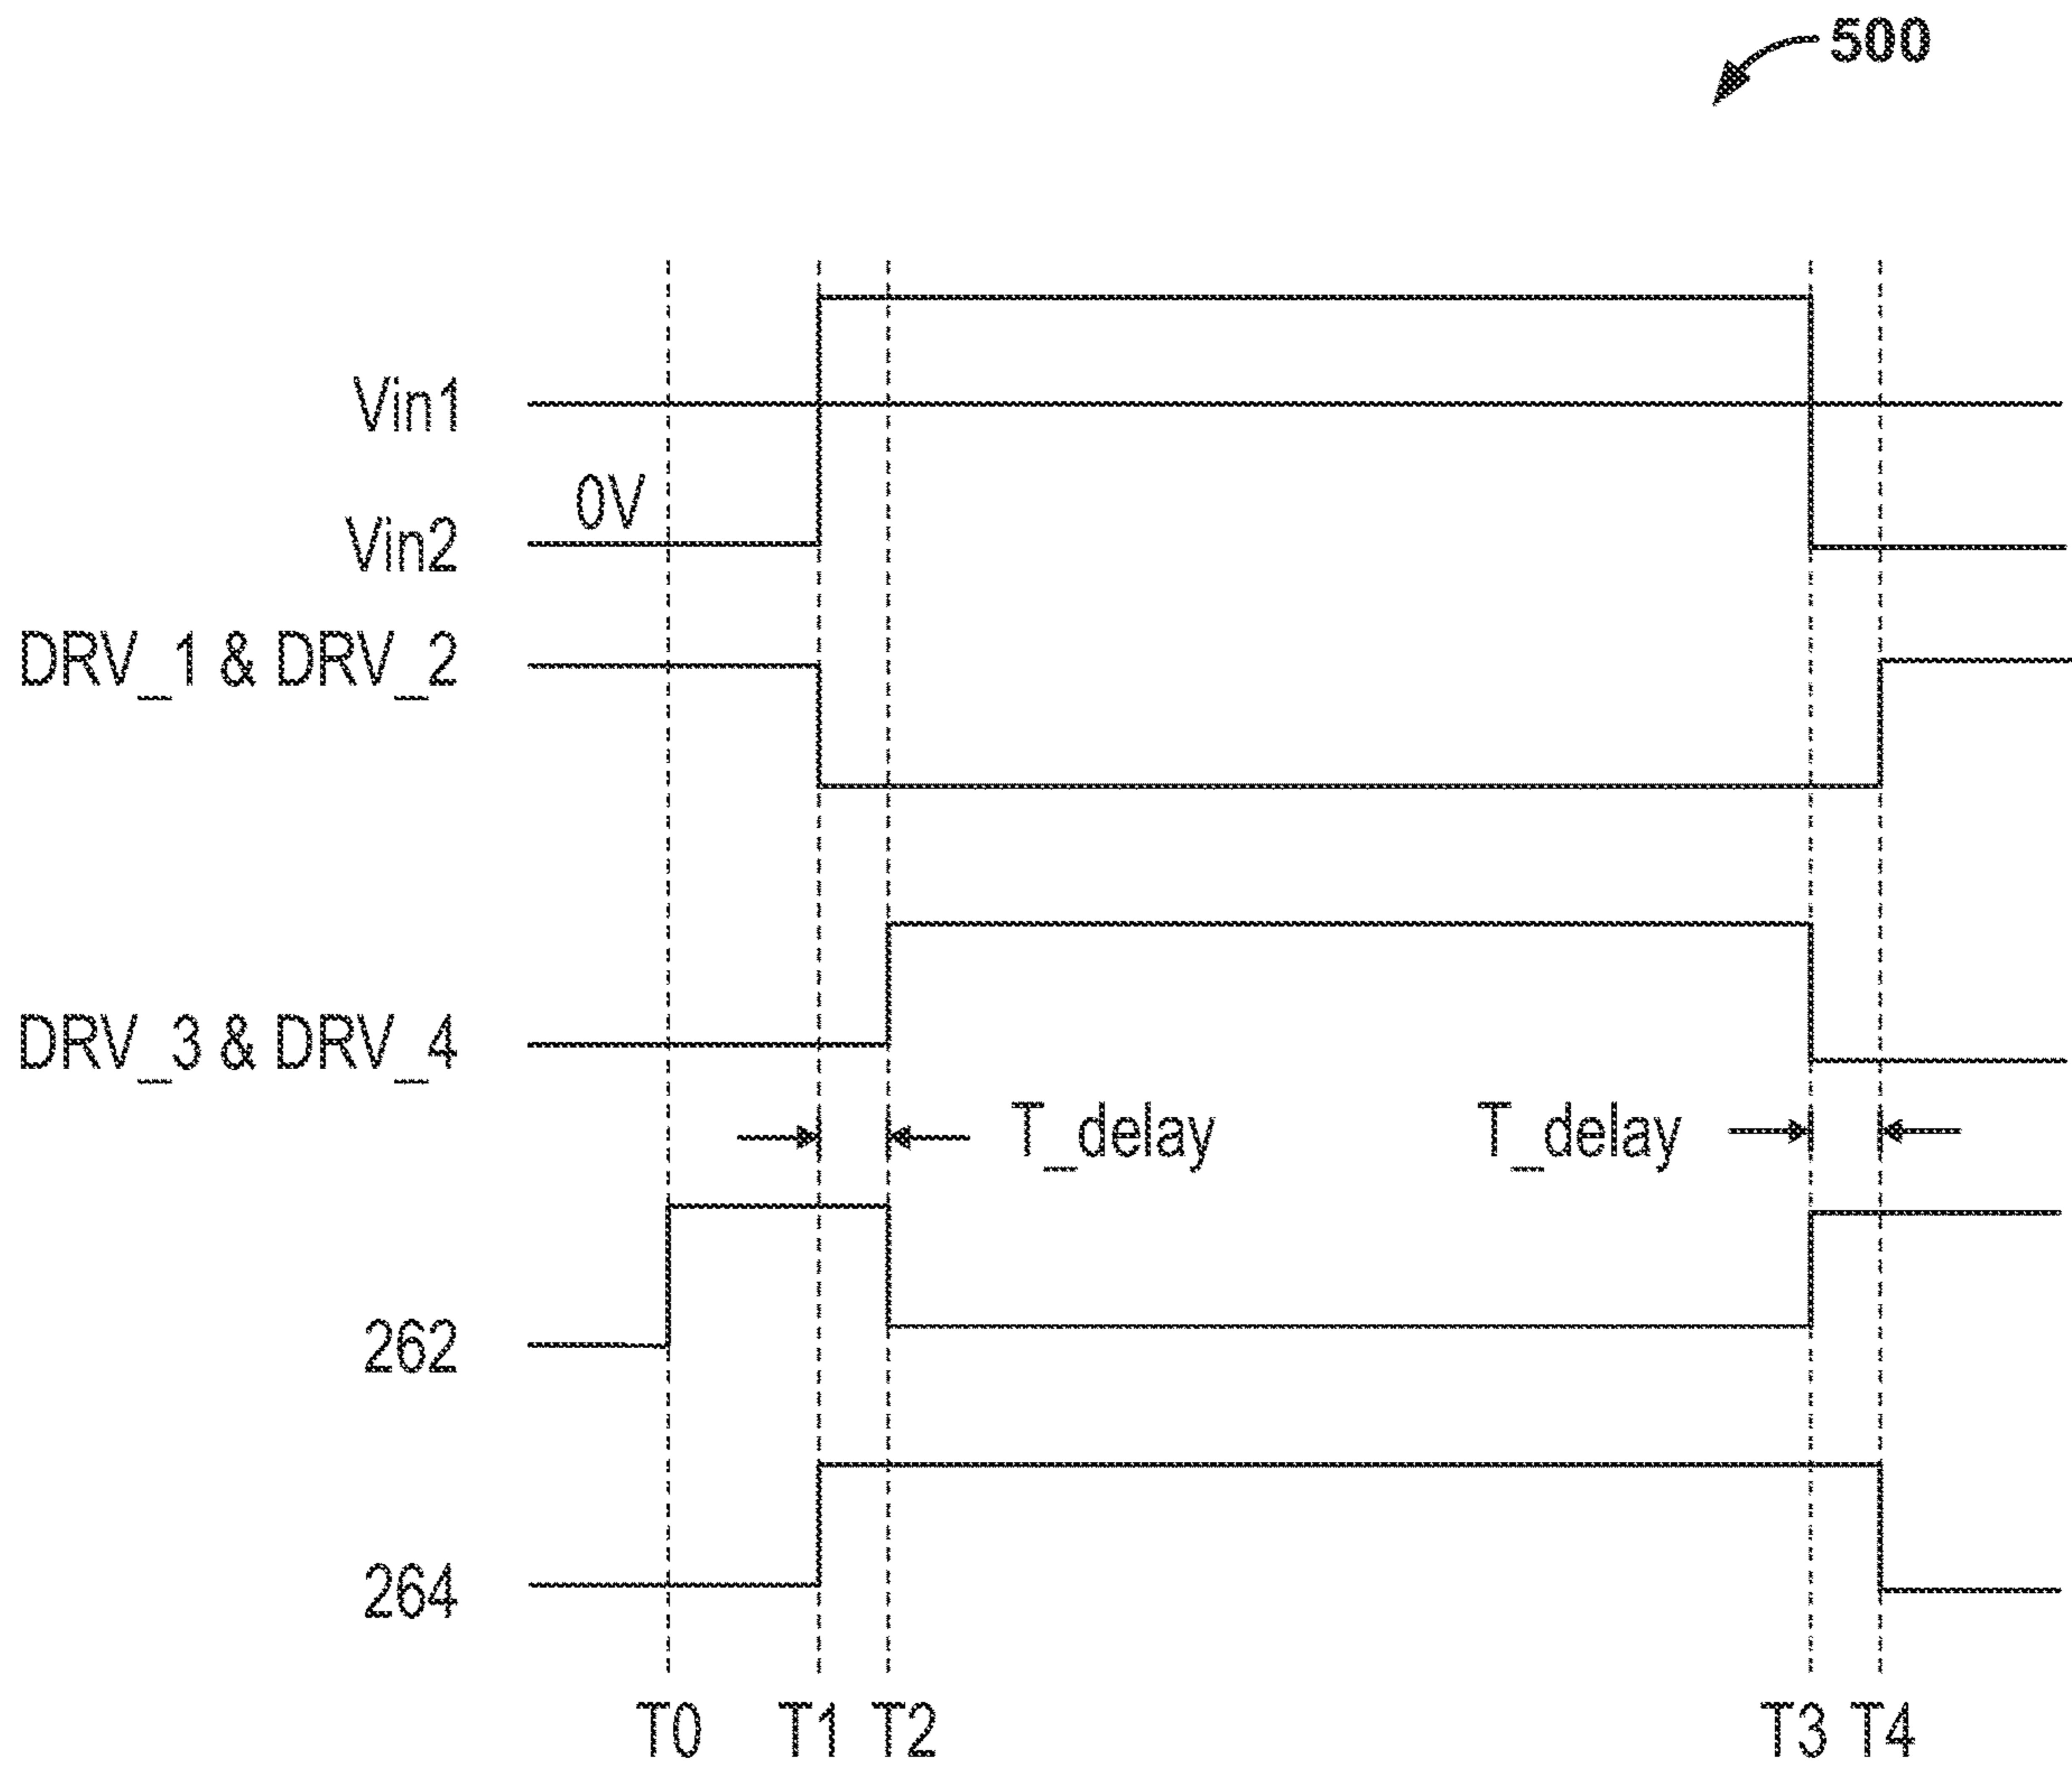 500
Vin1
0V
Vin2
DRV_1 & DRV_2
DRV_3 & DRV_4
T_delay T_delay
262
264
T0 T1 T2 T3 T4